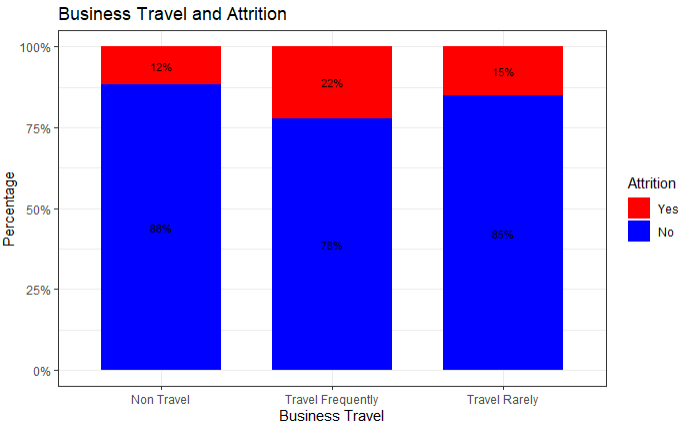 Business Travel and Attrition
100%
75%
50%
25%
0%
Percentage
12%
22%
15%
88%
78%
85%
Non Travel
Travel Frequently
Travel Rarely
Business Travel
Attrition
Yes
No